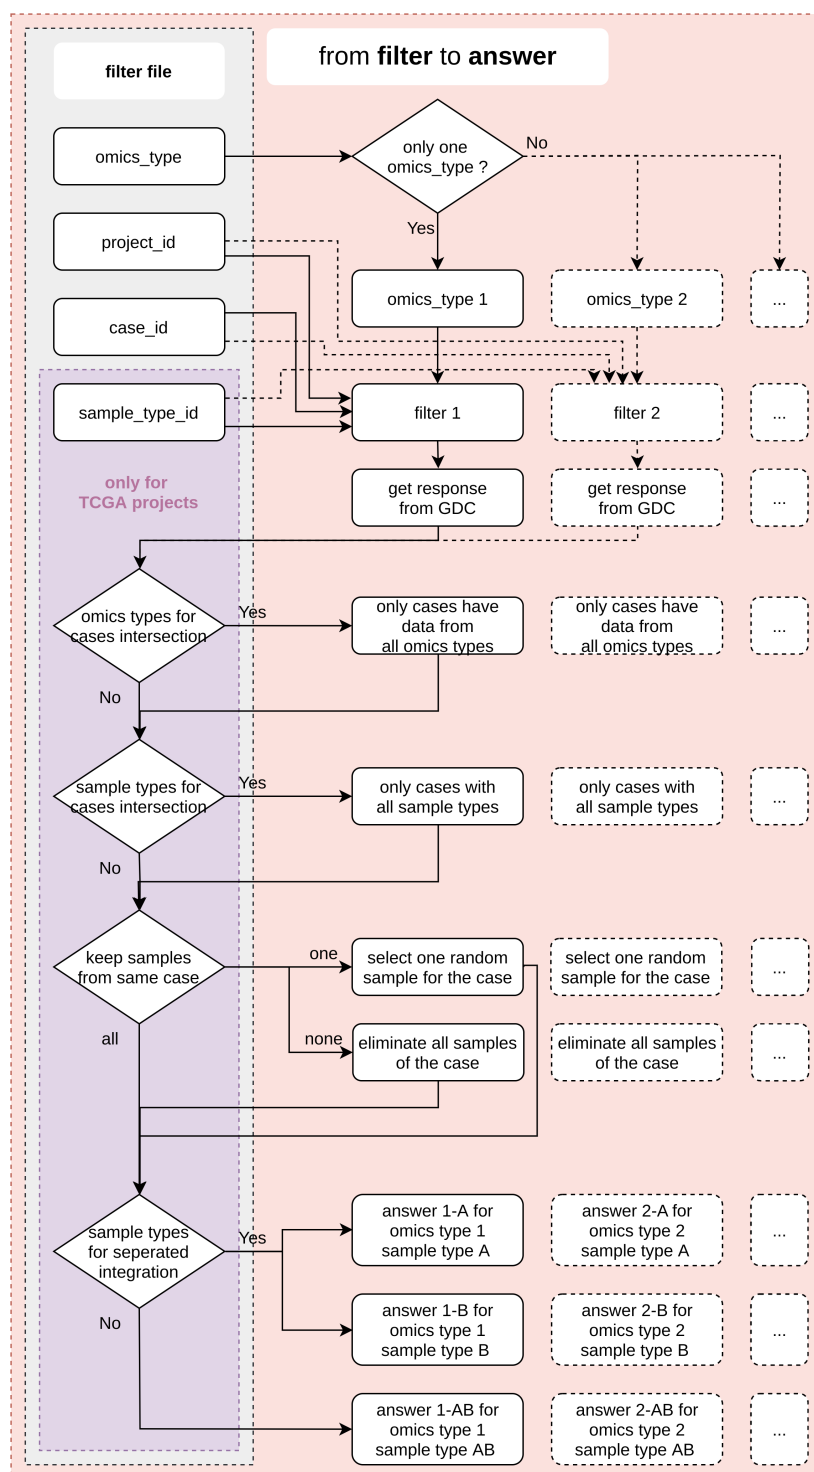 filter file
from filter to answer
omics_type
only one
omics_type ?
No
Yes
project_id
omics_type 1
omics_type 2
...
case_id
sample_type_id
filter 1
filter 2
...
only for
TCGA projects
get response
from GDC
get response
from GDC
...
omics types for
cases intersection
Yes
No
only cases have
data from
all omics types
only cases have
data from
all omics types
...
sample types for
cases intersection
Yes
No
only cases with
all sample types
only cases with
all sample types
...
keep samples
from same case
one
none
all
select one random
sample for the case
select one random
sample for the case
...
eliminate all samples
of the case
eliminate all samples
of the case
...
sample types
for seperated
integration
Yes
No
answer 1-A for
omics type 1
sample type A
answer 2-A for
omics type 2
sample type A
...
answer 1-B for
omics type 1
sample type B
answer 2-B for
omics type 2
sample type B
...
answer 1-AB for
omics type 1
sample type AB
answer 2-AB for
omics type 2
sample type AB
...